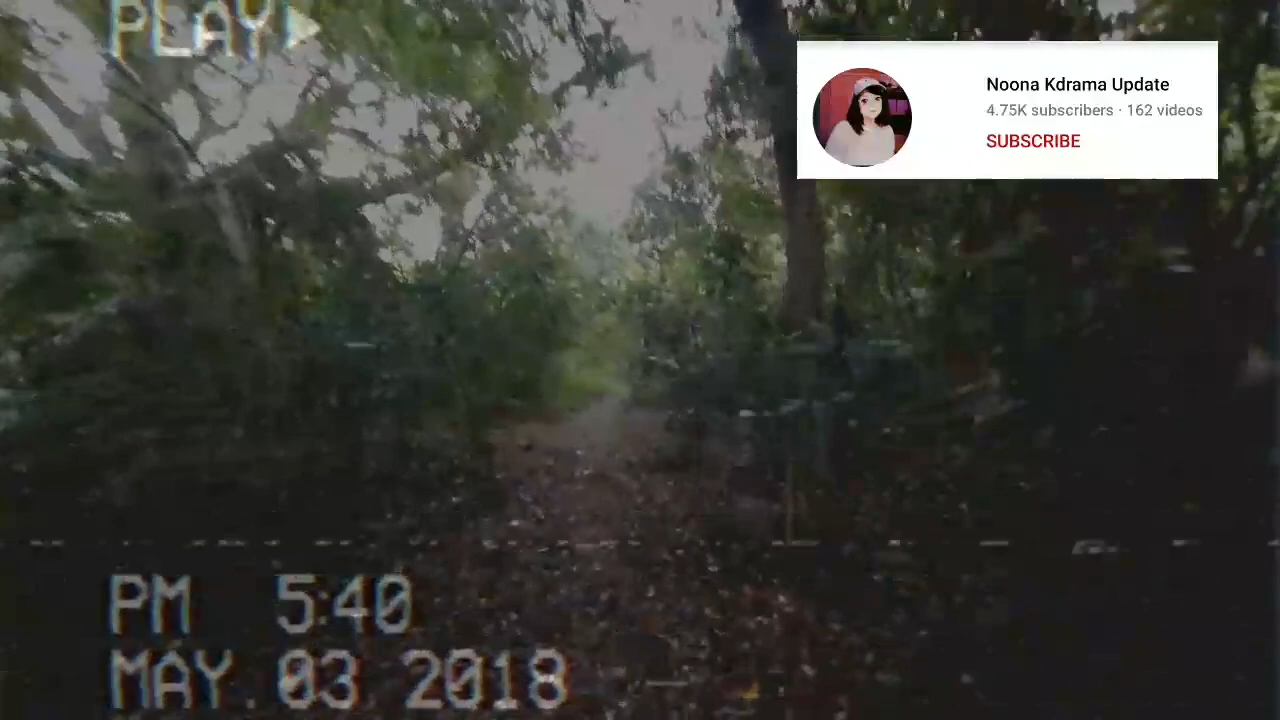 PLAY
Noona Kdrama Update
4.75K subscribers · 162 videos
SUBSCRIBE
PM 5:40
MAY. 03 2018